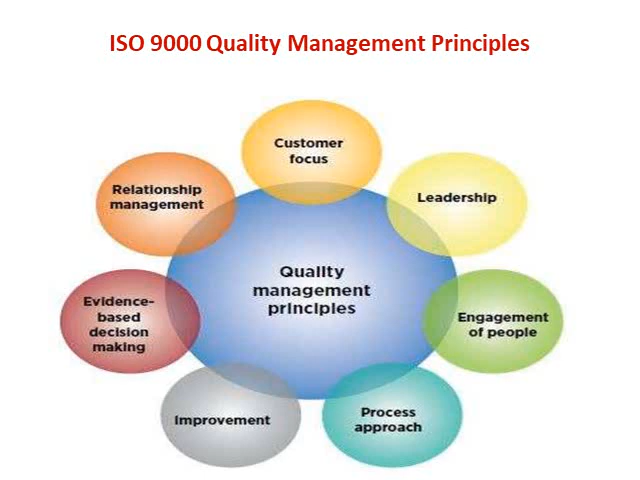 ISO 9000 Quality Management Principles
Customer
focus
Leadership
Engagement
of people
Process
approach
Improvement
Evidence-
based
decision
making
Relationship
management
Quality
management
principles